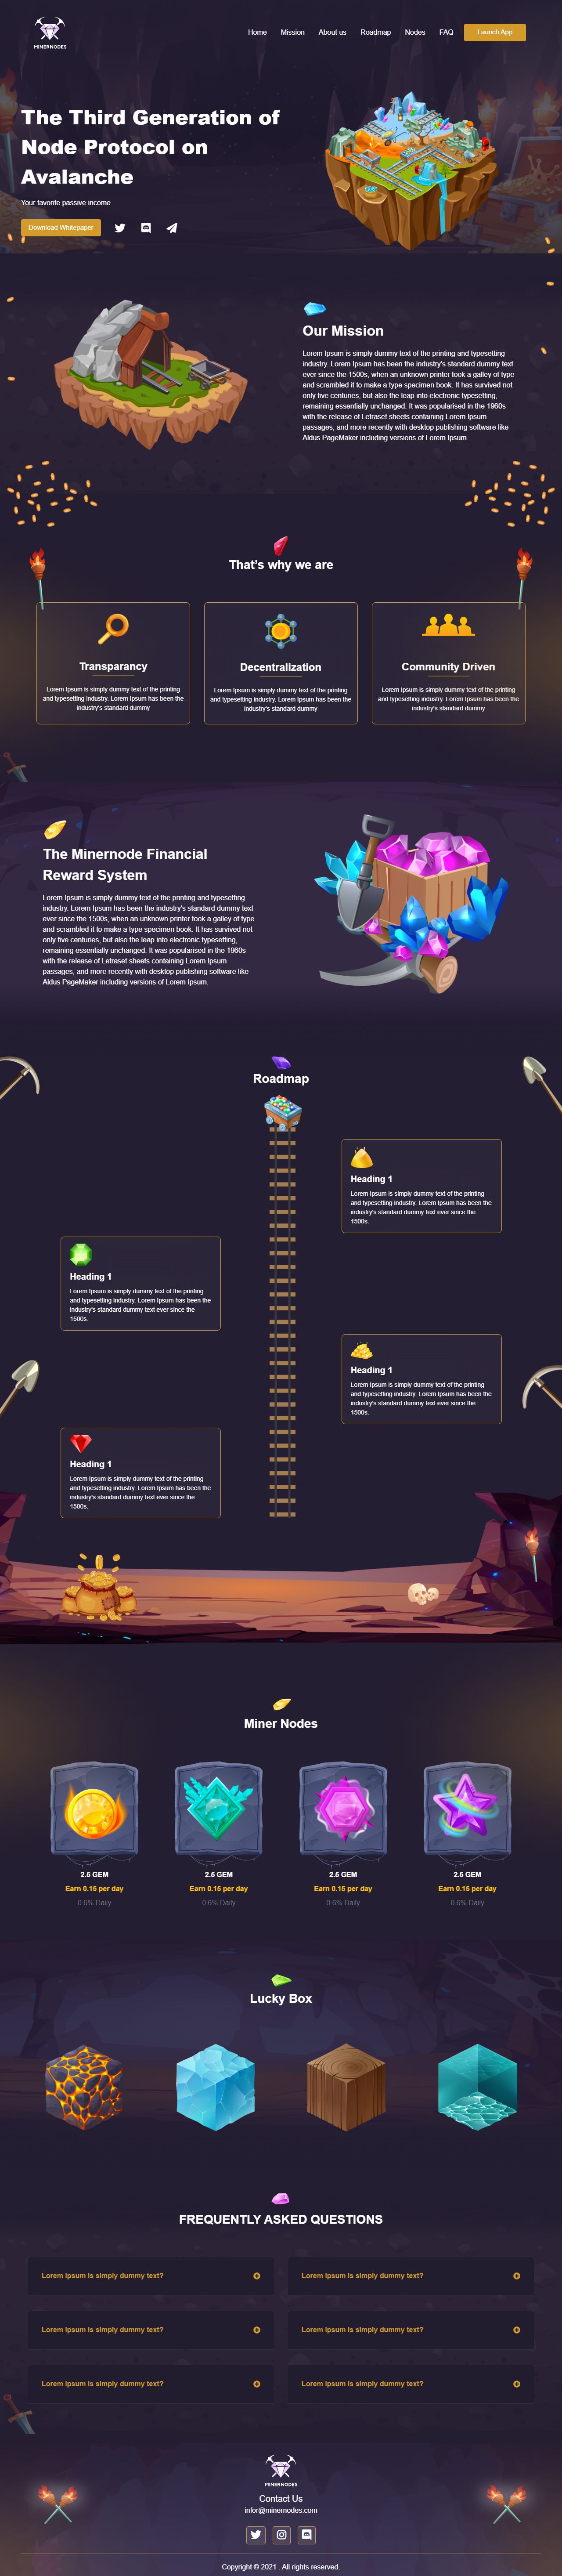 MINERNODES
Home Mission About us Roadmap Nodes FAQ Launch App
The Third Generation of
Node Protocol on
Avalanche
Your favorite passive income.
Download Whitepaper
Our Mission
Lorem Ipsum is simply dummy text of the printing and typesetting
industry. Lorem Ipsum has been the industry's standard dummy text
ever since the 1500s, when an unknown printer took a galley of type
and scrambled it to make a type specimen book. It has survived not
only five centuries, but also the leap into electronic typesetting,
remaining essentially unchanged. It was popularised in the 1960s
with the release of Letraset sheets containing Lorem Ipsum
passages, and more recently with desktop publishing software like
Aldus PageMaker including versions of Lorem Ipsum.
That's why we are
Transparancy
Lorem Ipsum is simply dummy text of the printing
and typesetting industry. Lorem Ipsum has been the
industry's standard dummy
Decentralization
Lorem Ipsum is simply dummy text of the printing
and typesetting industry. Lorem Ipsum has been the
industry's standard dummy
Community Driven
Lorem Ipsum is simply dummy text of the printing
and typesetting industry. Lorem Ipsum has been the
industry's standard dummy
The Minernode Financial
Reward System
Lorem Ipsum is simply dummy text of the printing and typesetting
industry. Lorem Ipsum has been the industry's standard dummy text
ever since the 1500s, when an unknown printer took a galley of type
and scrambled it to make a type specimen book. It has survived not
only five centuries, but also the leap into electronic typesetting,
remaining essentially unchanged. It was popularised in the 1960s
with the release of Letraset sheets containing Lorem Ipsum
passages, and more recently with desktop publishing software like
Aldus PageMaker including versions of Lorem Ipsum.
Roadmap
Heading 1
Lorem Ipsum is simply dummy text of the printing
and typesetting industry. Lorem Ipsum has been the
industry's standard dummy text ever since the
1500s.
Heading 1
Lorem Ipsum is simply dummy text of the printing
and typesetting industry. Lorem Ipsum has been the
industry's standard dummy text ever since the
1500s.
Heading 1
Lorem Ipsum is simply dummy text of the printing
and typesetting industry. Lorem Ipsum has been the
industry's standard dummy text ever since the
1500s.
Heading 1
Lorem Ipsum is simply dummy text of the printing
and typesetting industry. Lorem Ipsum has been the
industry's standard dummy text ever since the
1500s.
Miner Nodes
2.5 GEM
Earn 0.15 per day
0.6% Daily
2.5 GEM
Earn 0.15 per day
0.6% Daily
2.5 GEM
Earn 0.15 per day
0.6% Daily
2.5 GEM
Earn 0.15 per day
0.6% Daily
Lucky Box
FREQUENTLY ASKED QUESTIONS
Lorem Ipsum is simply dummy text?
Lorem Ipsum is simply dummy text?
Lorem Ipsum is simply dummy text?
Lorem Ipsum is simply dummy text?
Lorem Ipsum is simply dummy text?
Lorem Ipsum is simply dummy text?
MINERNODES
Contact Us
infor@minernodes.com
Copyright © 2021 . All rights reserved.